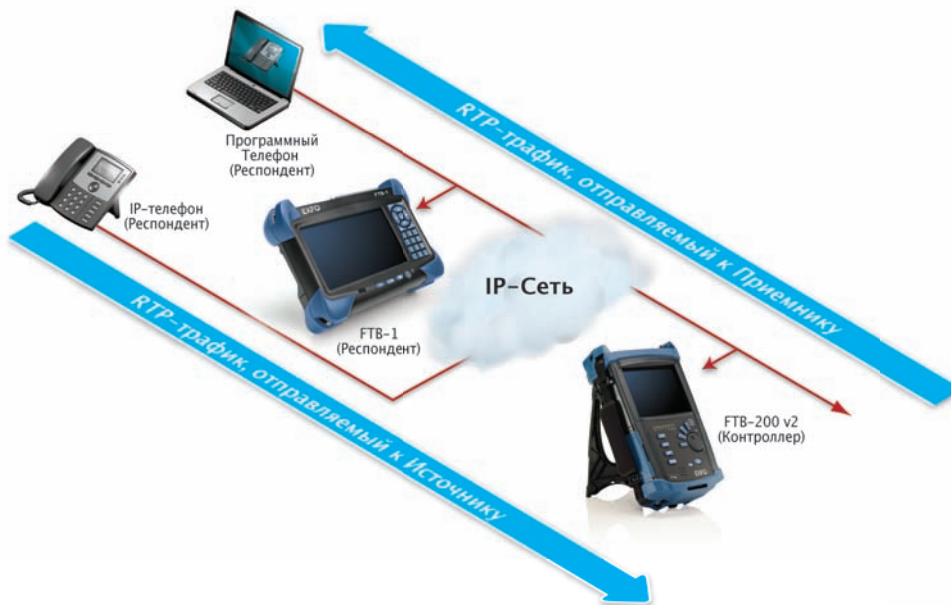 RTP-трафик, отправляемый к Приемнику
Программный
Телефон
(Респондент)
IP-телефон
(Респондент)
EXFO
FTB-1
IP-Сеть
FTB-1
(Респондент)
RTP-трафик, отправляемый к Источнику
FTB-200 v2
(Контроллер)
EXFO